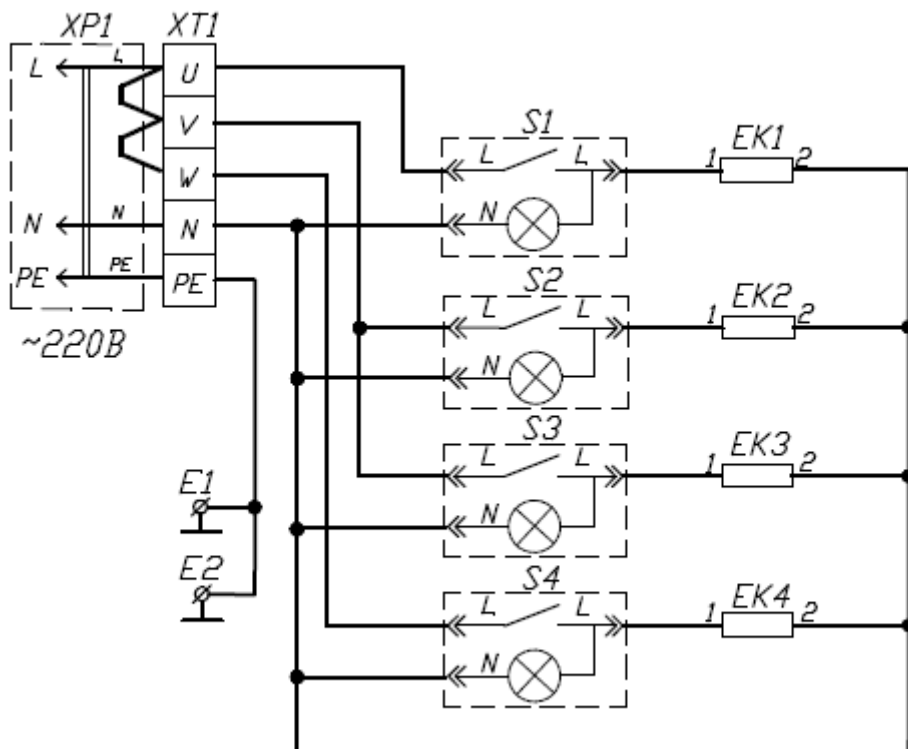 XP1 XT1
L L U
V
W
N N N
PE PE PE
~220В
S1
L L
N
1 EK1 2
S2
L L
N
1 EK2 2
S3
L L
N
1 EK3 2
S4
L L
N
1 EK4 2
E1
E2